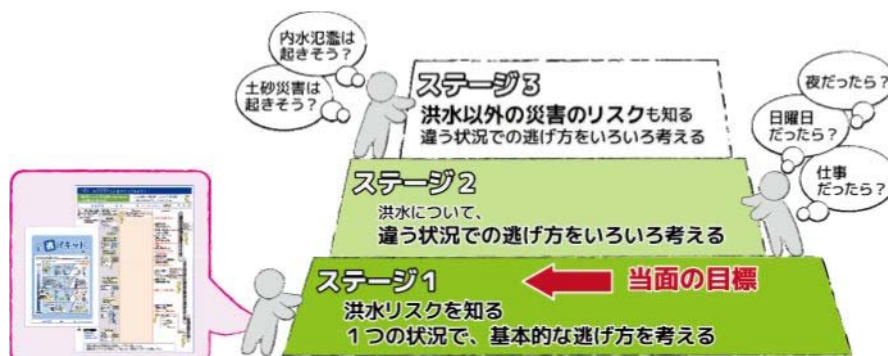 内水氾濫は
起きそう？
土砂災害は
起きそう？
ステージ3
洪水以外の災害のリスクも知る
違う状況での逃げ方をいろいろ考える
夜だったら？
日曜日
だったら？
仕事
だったら？
ステージ2
洪水について、
違う状況での逃げ方をいろいろ考える
ステージ1
当面の目標
洪水リスクを知る
１つの状況で、基本的な逃げ方を考える